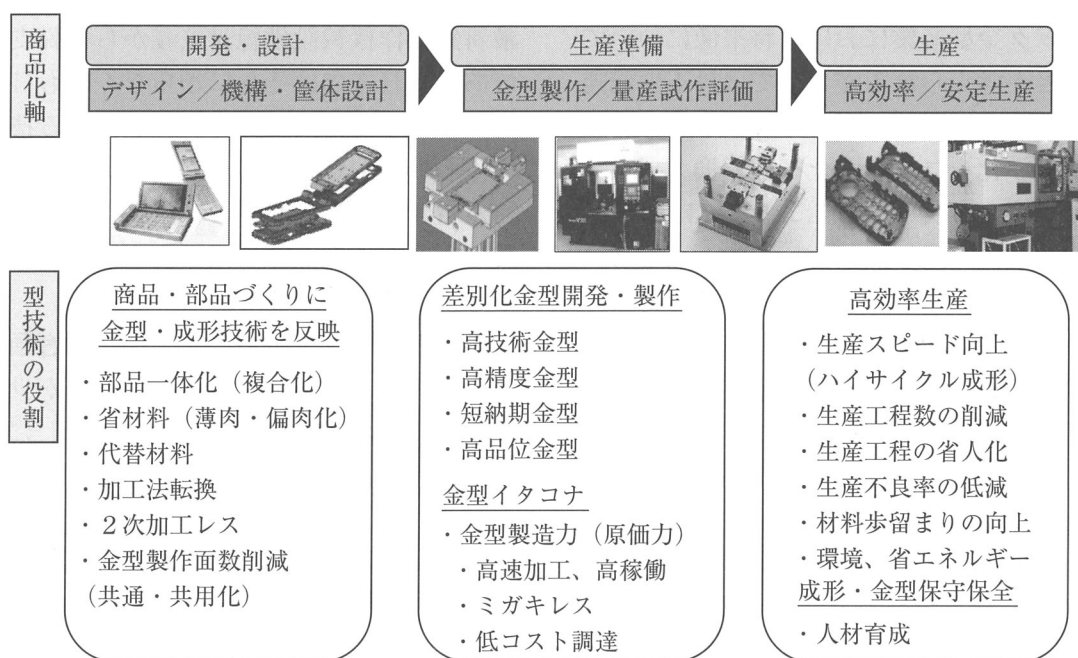 商品化軸
開発・設計
デザイン／機構・筐体設計
生産準備
金型製作／量産試作評価
生産
高効率／安定生産
型技術の役割
商品・部品づくりに
金型・成形技術を反映
・部品一体化（複合化）
・省材料（薄肉・偏肉化）
・代替材料
・加工法転換
・２次加工レス
・金型製作面数削減
（共通・共用化）
差別化金型開発・製作
・高技術金型
・高精度金型
・短納期金型
・高品位金型
金型イタコナ
・金型製造力（原価力）
・高速加工、高稼働
・ミガキレス
・低コスト調達
高効率生産
・生産スピード向上
（ハイサイクル成形）
・生産工程数の削減
・生産工程の省人化
・生産不良率の低減
・材料歩留まりの向上
・環境、省エネルギー
成形・金型保守保全
・人材育成